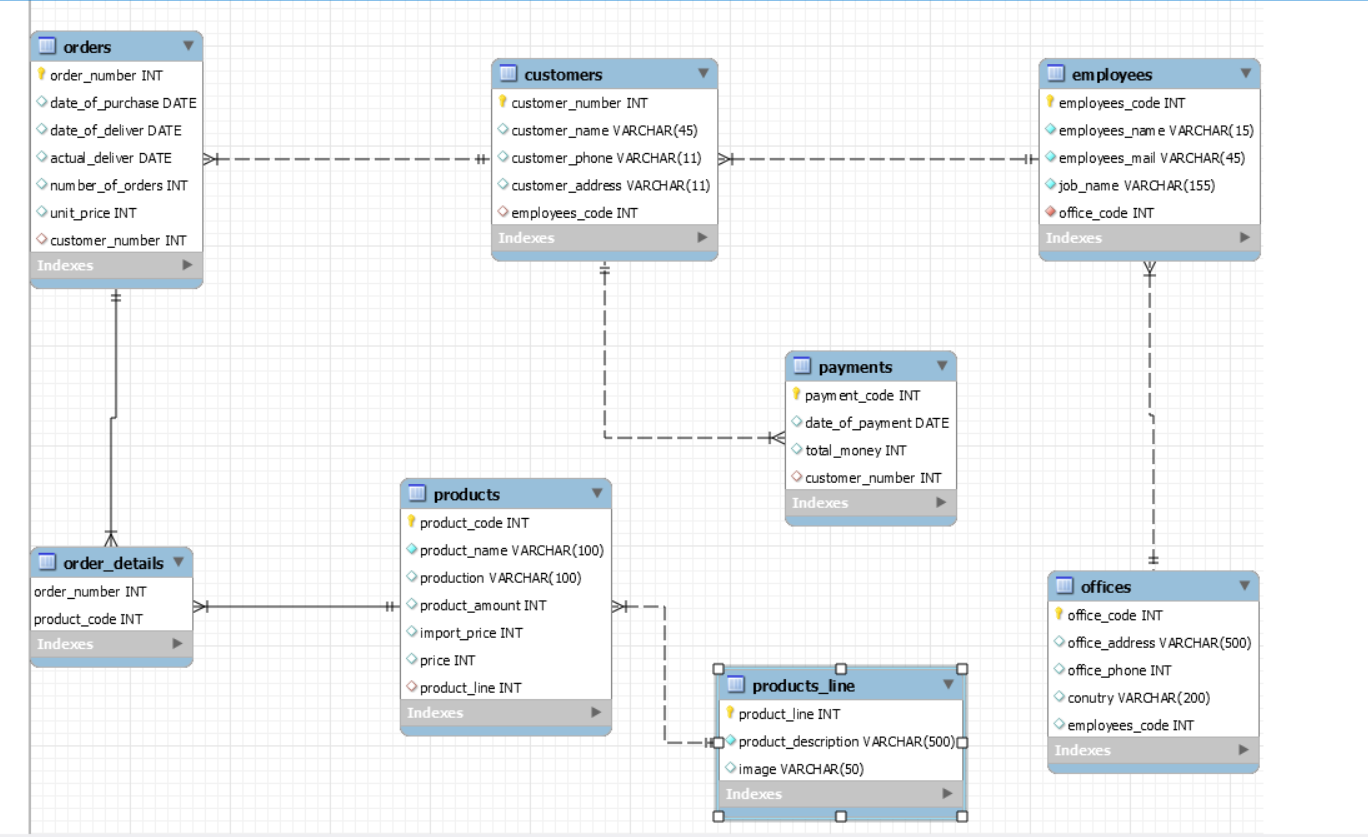 orders
order_number INT
date_of_purchase DATE
date_of_deliver DATE
actual_deliver DATE
number_of_orders INT
unit_price INT
customer_number INT
Indexes
customers
customer_number INT
customer_name VARCHAR(45)
customer_phone VARCHAR(11)
customer_address VARCHAR(11)
employees_code INT
Indexes
employees
employees_code INT
employees_name VARCHAR(15)
employees_mail VARCHAR(45)
job_name VARCHAR(155)
office_code INT
Indexes
payments
payment_code INT
date_of_payment DATE
total_money INT
customer_number INT
Indexes
products
product_code INT
product_name VARCHAR(100)
production VARCHAR(100)
product_amount INT
import_price INT
price INT
product_line INT
Indexes
order_details
order_number INT
product_code INT
Indexes
offices
office_code INT
office_address VARCHAR(500)
office_phone INT
conutry VARCHAR(200)
employees_code INT
Indexes
products_line
product_line INT
product_description VARCHAR(500)
image VARCHAR(50)
Indexes